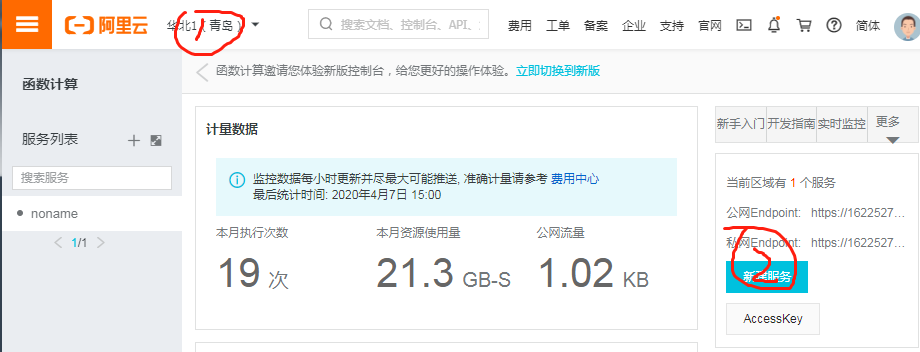 阿里云
华北1（青岛）
搜索文档、控制台、API、
费用 工单 备案 企业 支持 官网 简体
函数计算
函数计算邀请您体验新版控制台，给您更好的操作体验。立即切换到新版
服务列表
搜索服务
noname
1/1
计量数据
监控数据每小时更新并尽最大可能推送, 准确计量请参考 费用中心
最后统计时间: 2020年4月7日 15:00
本月执行次数 本月资源使用量 公网流量
19 次 21.3 GB-S 1.02 KB
新手入门 开发指南 实时监控 更多
当前区域有 1 个服务
公网Endpoint: https://1622527...
私网Endpoint: https://1622527...
新建服务
AccessKey